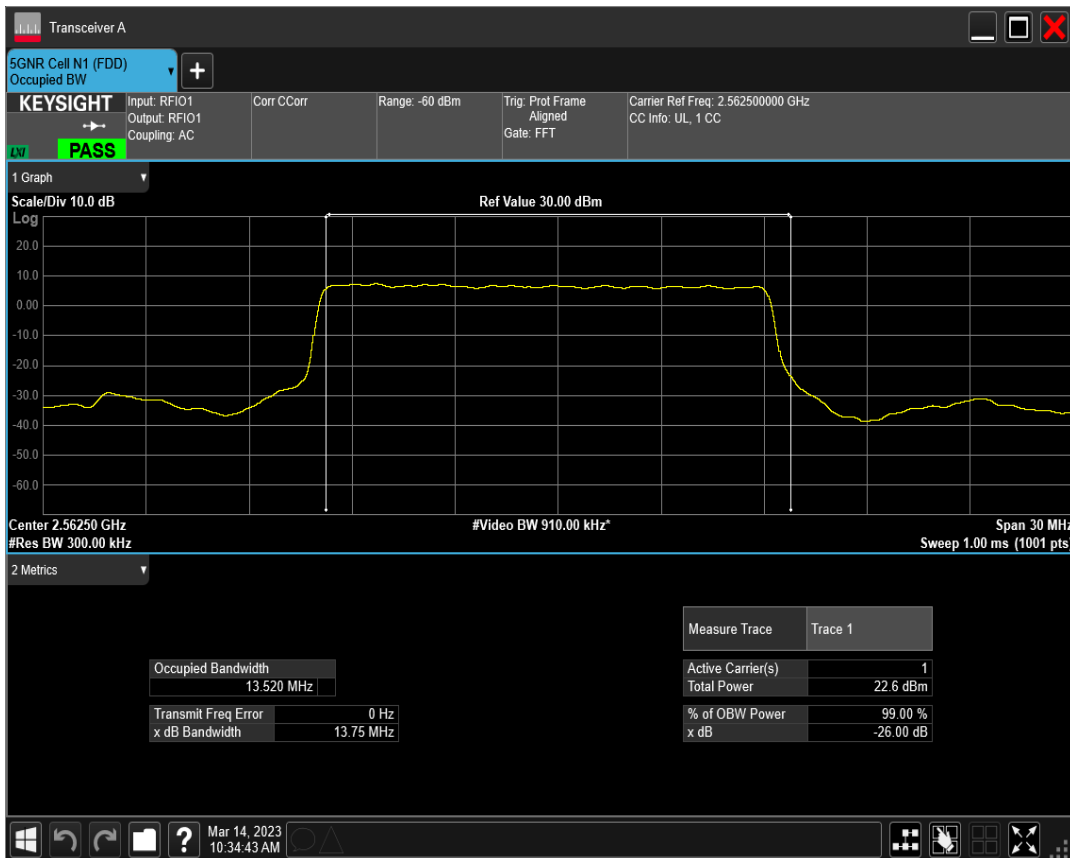 Transceiver A
5GNR Cell N1 (FDD)
Occupied BW
KEYSIGHT
LXI
PASS
Input: RFIO1
Output: RFIO1
Coupling: AC
Corr CCorr
Range: -60 dBm
Trig: Prot Frame
Aligned
Gate: FFT
Carrier Ref Freq: 2.562500000 GHz
CC Info: UL, 1 CC
1 Graph
Scale/Div 10.0 dB
Ref Value 30.00 dBm
Log
20.0
10.0
0.00
-10.0
-20.0
-30.0
-40.0
-50.0
-60.0
Center 2.56250 GHz
#Video BW 910.00 kHz*
Span 30 MHz
#Res BW 300.00 kHz
Sweep 1.00 ms (1001 pts)
2 Metrics
Measure Trace Trace 1
Occupied Bandwidth
13.520 MHz
Active Carrier(s) 1
Total Power 22.6 dBm
Transmit Freq Error 0 Hz
x dB Bandwidth 13.75 MHz
% of OBW Power 99.00 %
x dB -26.00 dB
Mar 14, 2023
10:34:43 AM